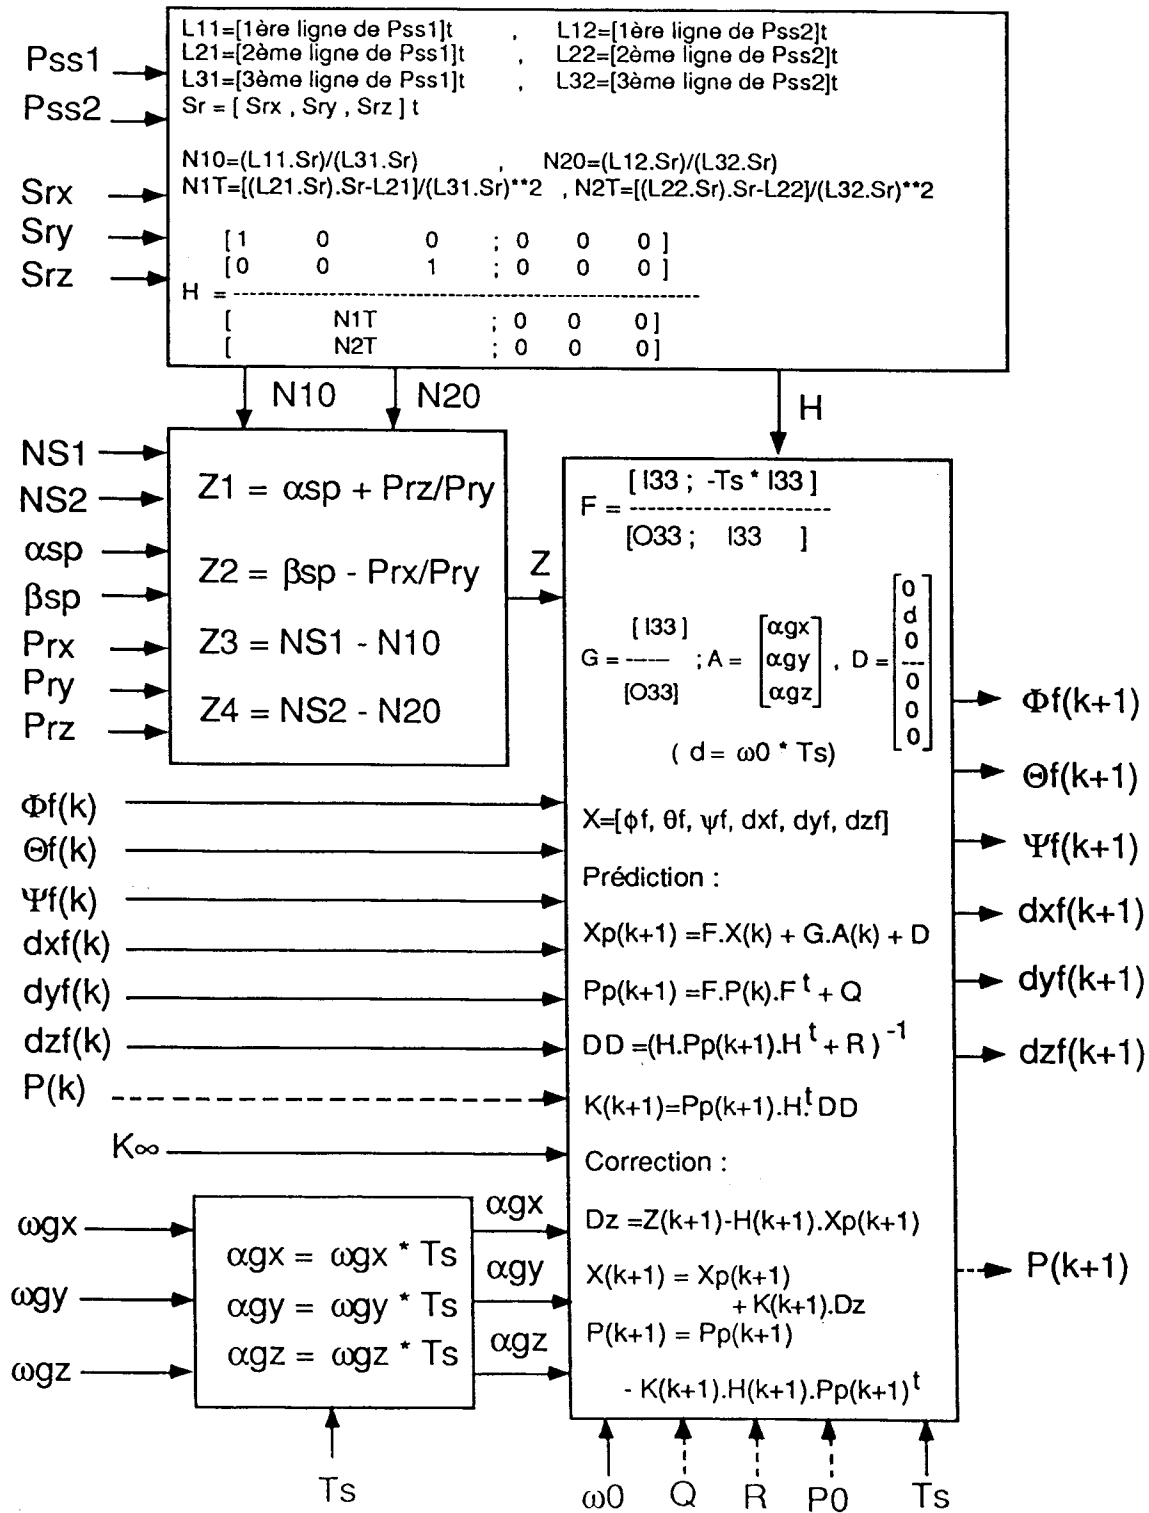 Pss1
Pss2
Srx
Sry
Srz
L11=[1ère ligne de Pss1]t , L12=[1ère ligne de Pss2]t
L21=[2ème ligne de Pss1]t , L22=[2ème ligne de Pss2]t
L31=[3ème ligne de Pss1]t , L32=[3ème ligne de Pss2]t
Sr = [ Srx , Sry , Srz ] t
N10=(L11.Sr)/(L31.Sr) , N20=(L12.Sr)/(L32.Sr)
N1T=[(L21.Sr).Sr-L21]/(L31.Sr)**2 , N2T=[(L22.Sr).Sr-L22]/(L32.Sr)**2
[1 0 0 ; 0 0 0 ]
[0 0 1 ; 0 0 0 ]
H = --------------------------------------------------
[ N1T ; 0 0 0]
[ N2T ; 0 0 0]
N10
N20
H
NS1
NS2
αsp
βsp
Prx
Pry
Prz
Z1 = αsp + Prz/Pry
Z2 = βsp - Prx/Pry
Z3 = NS1 - N10
Z4 = NS2 - N20
Z
[ I33 ; -Ts * I33 ]
F = ----------------------
[O33 ; I33 ]
[ I33 ]
G = ----- ; A = [αgx αgy αgz] , D = [0 d 0 --- 0 0 0]
[O33]
( d = ω0 * Ts)
X=[φf, θf, ψf, dxf, dyf, dzf]
Prédiction :
Xp(k+1) =F.X(k) + G.A(k) + D
Pp(k+1) =F.P(k).F t + Q
DD =(H.Pp(k+1).H t + R ) -1
K(k+1)=Pp(k+1).H.t DD
Correction :
Dz =Z(k+1)-H(k+1).Xp(k+1)
X(k+1) = Xp(k+1)
+ K(k+1).Dz
P(k+1) = Pp(k+1)
- K(k+1).H(k+1).Pp(k+1) t
Φf(k)
Θf(k)
Ψf(k)
dxf(k)
dyf(k)
dzf(k)
P(k)
K∞
ωgx
ωgy
ωgz
αgx = ωgx * Ts
αgy = ωgy * Ts
αgz = ωgz * Ts
αgx
αgy
αgz
Φf(k+1)
Θf(k+1)
Ψf(k+1)
dxf(k+1)
dyf(k+1)
dzf(k+1)
P(k+1)
Ts
ω0 Q R P0 Ts